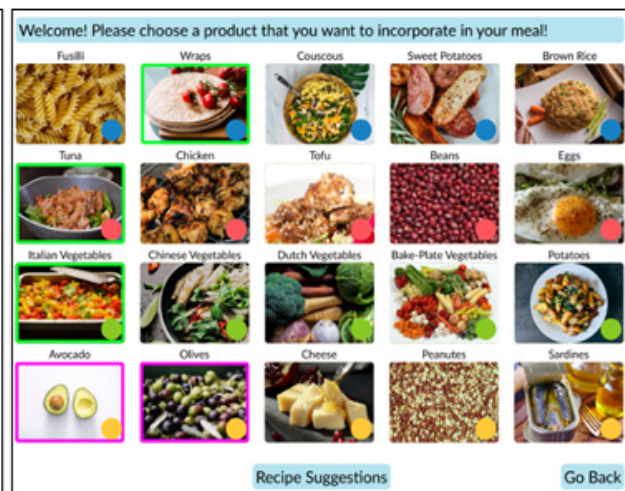 Welcome! Please choose a product that you want to incorporate in your meal!
Fusilli Wraps Couscous Sweet Potatoes Brown Rice
Tuna Chicken Tofu Beans Eggs
Italian Vegetables Chinese Vegetables Dutch Vegetables Bake-Plate Vegetables Potatoes
Avocado Olives Cheese Peanutes Sardines
Recipe Suggestions Go Back